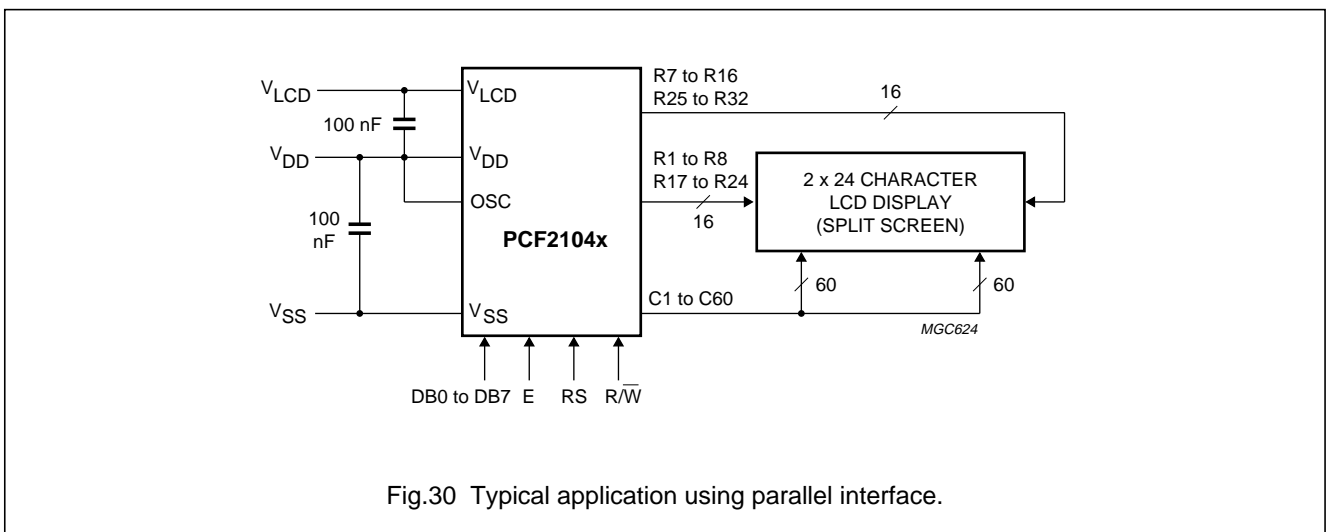 V_LCD
100 nF
V_DD
100
nF
V_SS
V_LCD
V_DD
OSC
PCF2104x
V_SS
R7 to R16
R25 to R32
16
R1 to R8
R17 to R24
16
C1 to C60
2 x 24 CHARACTER
LCD DISPLAY
(SPLIT SCREEN)
60
60
MGC624
DB0 to DB7 E RS R/W̅
Fig.30 Typical application using parallel interface.